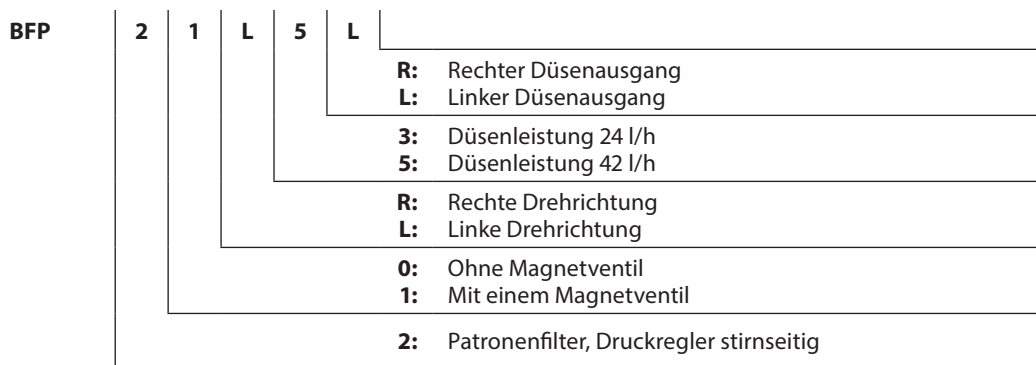 BFP 2 1 L 5 L
R: Rechter Düsenausgang
L: Linker Düsenausgang
3: Düsenleistung 24 l/h
5: Düsenleistung 42 l/h
R: Rechte Drehrichtung
L: Linke Drehrichtung
0: Ohne Magnetventil
1: Mit einem Magnetventil
2: Patronenfilter, Druckregler stirnseitig